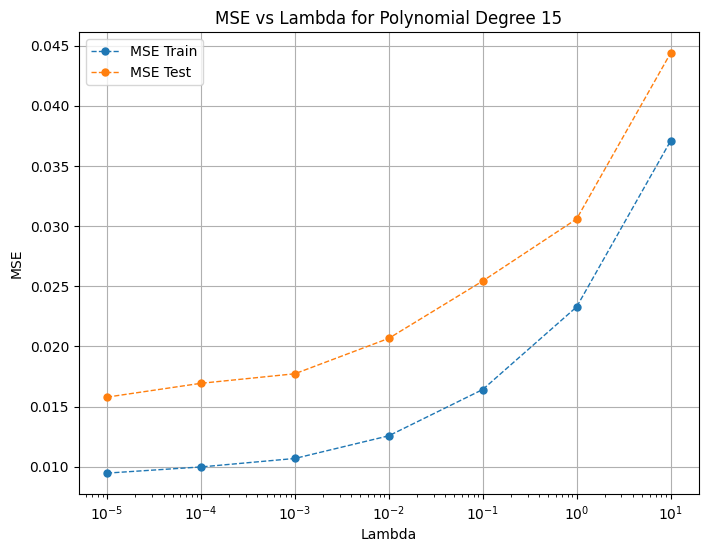 MSE vs Lambda for Polynomial Degree 15
MSE Train
MSE Test
MSE
0.045
0.040
0.035
0.030
0.025
0.020
0.015
0.010
10⁻⁵ 10⁻⁴ 10⁻³ 10⁻² 10⁻¹ 10⁰ 10¹
Lambda